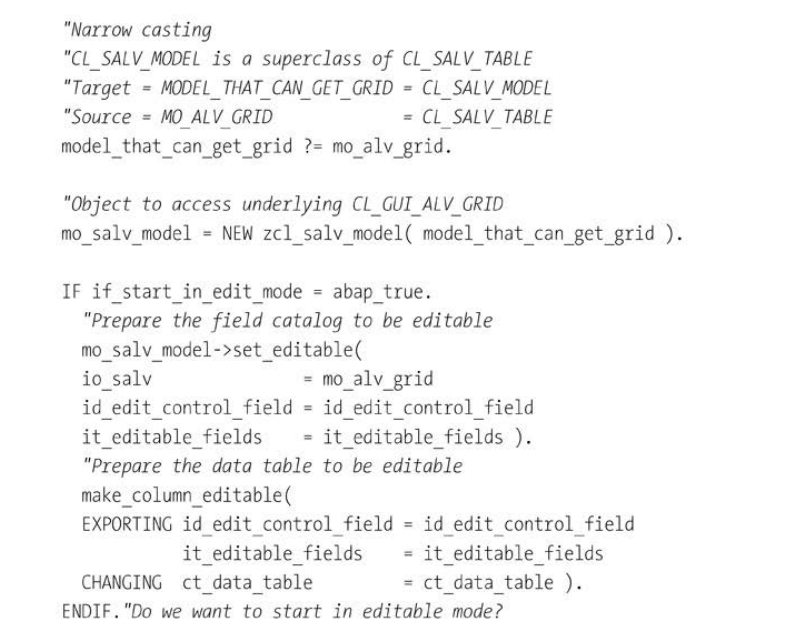 "Narrow casting
"CL_SALV_MODEL is a superclass of CL_SALV_TABLE
"Target = MODEL_THAT_CAN_GET_GRID = CL_SALV_MODEL
"Source = MO_ALV_GRID             = CL_SALV_TABLE
model_that_can_get_grid ?= mo_alv_grid.

"Object to access underlying CL_GUI_ALV_GRID
mo_salv_model = NEW zcl_salv_model( model_that_can_get_grid ).

IF if_start_in_edit_mode = abap_true.
  "Prepare the field catalog to be editable
  mo_salv_model->set_editable(
  io_salv               = mo_alv_grid
  id_edit_control_field = id_edit_control_field
  it_editable_fields    = it_editable_fields ).
  "Prepare the data table to be editable
  make_column_editable(
  EXPORTING id_edit_control_field = id_edit_control_field
            it_editable_fields    = it_editable_fields
  CHANGING  ct_data_table         = ct_data_table ).
ENDIF."Do we want to start in editable mode?